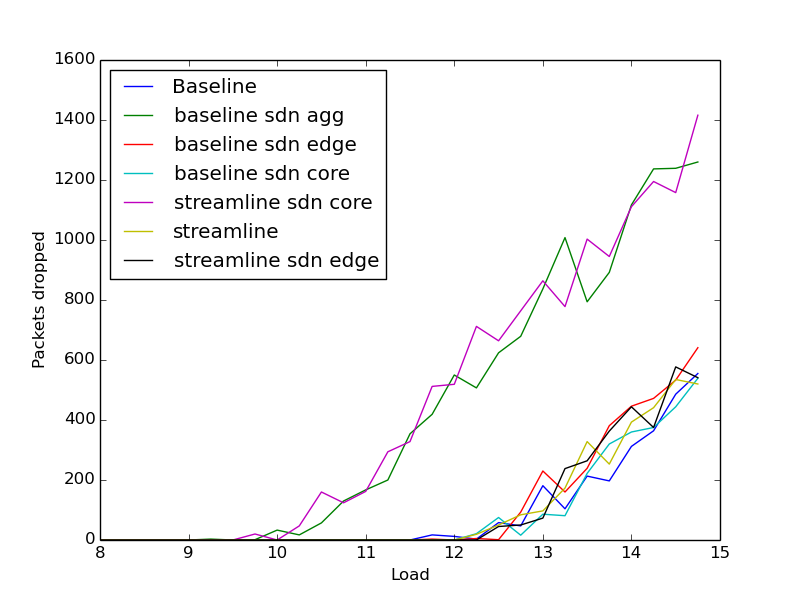 1600
1400
1200
1000
800
600
400
200
0
Packets dropped
Baseline
baseline sdn agg
baseline sdn edge
baseline sdn core
streamline sdn core
streamline
streamline sdn edge
8 9 10 11 12 13 14 15
Load